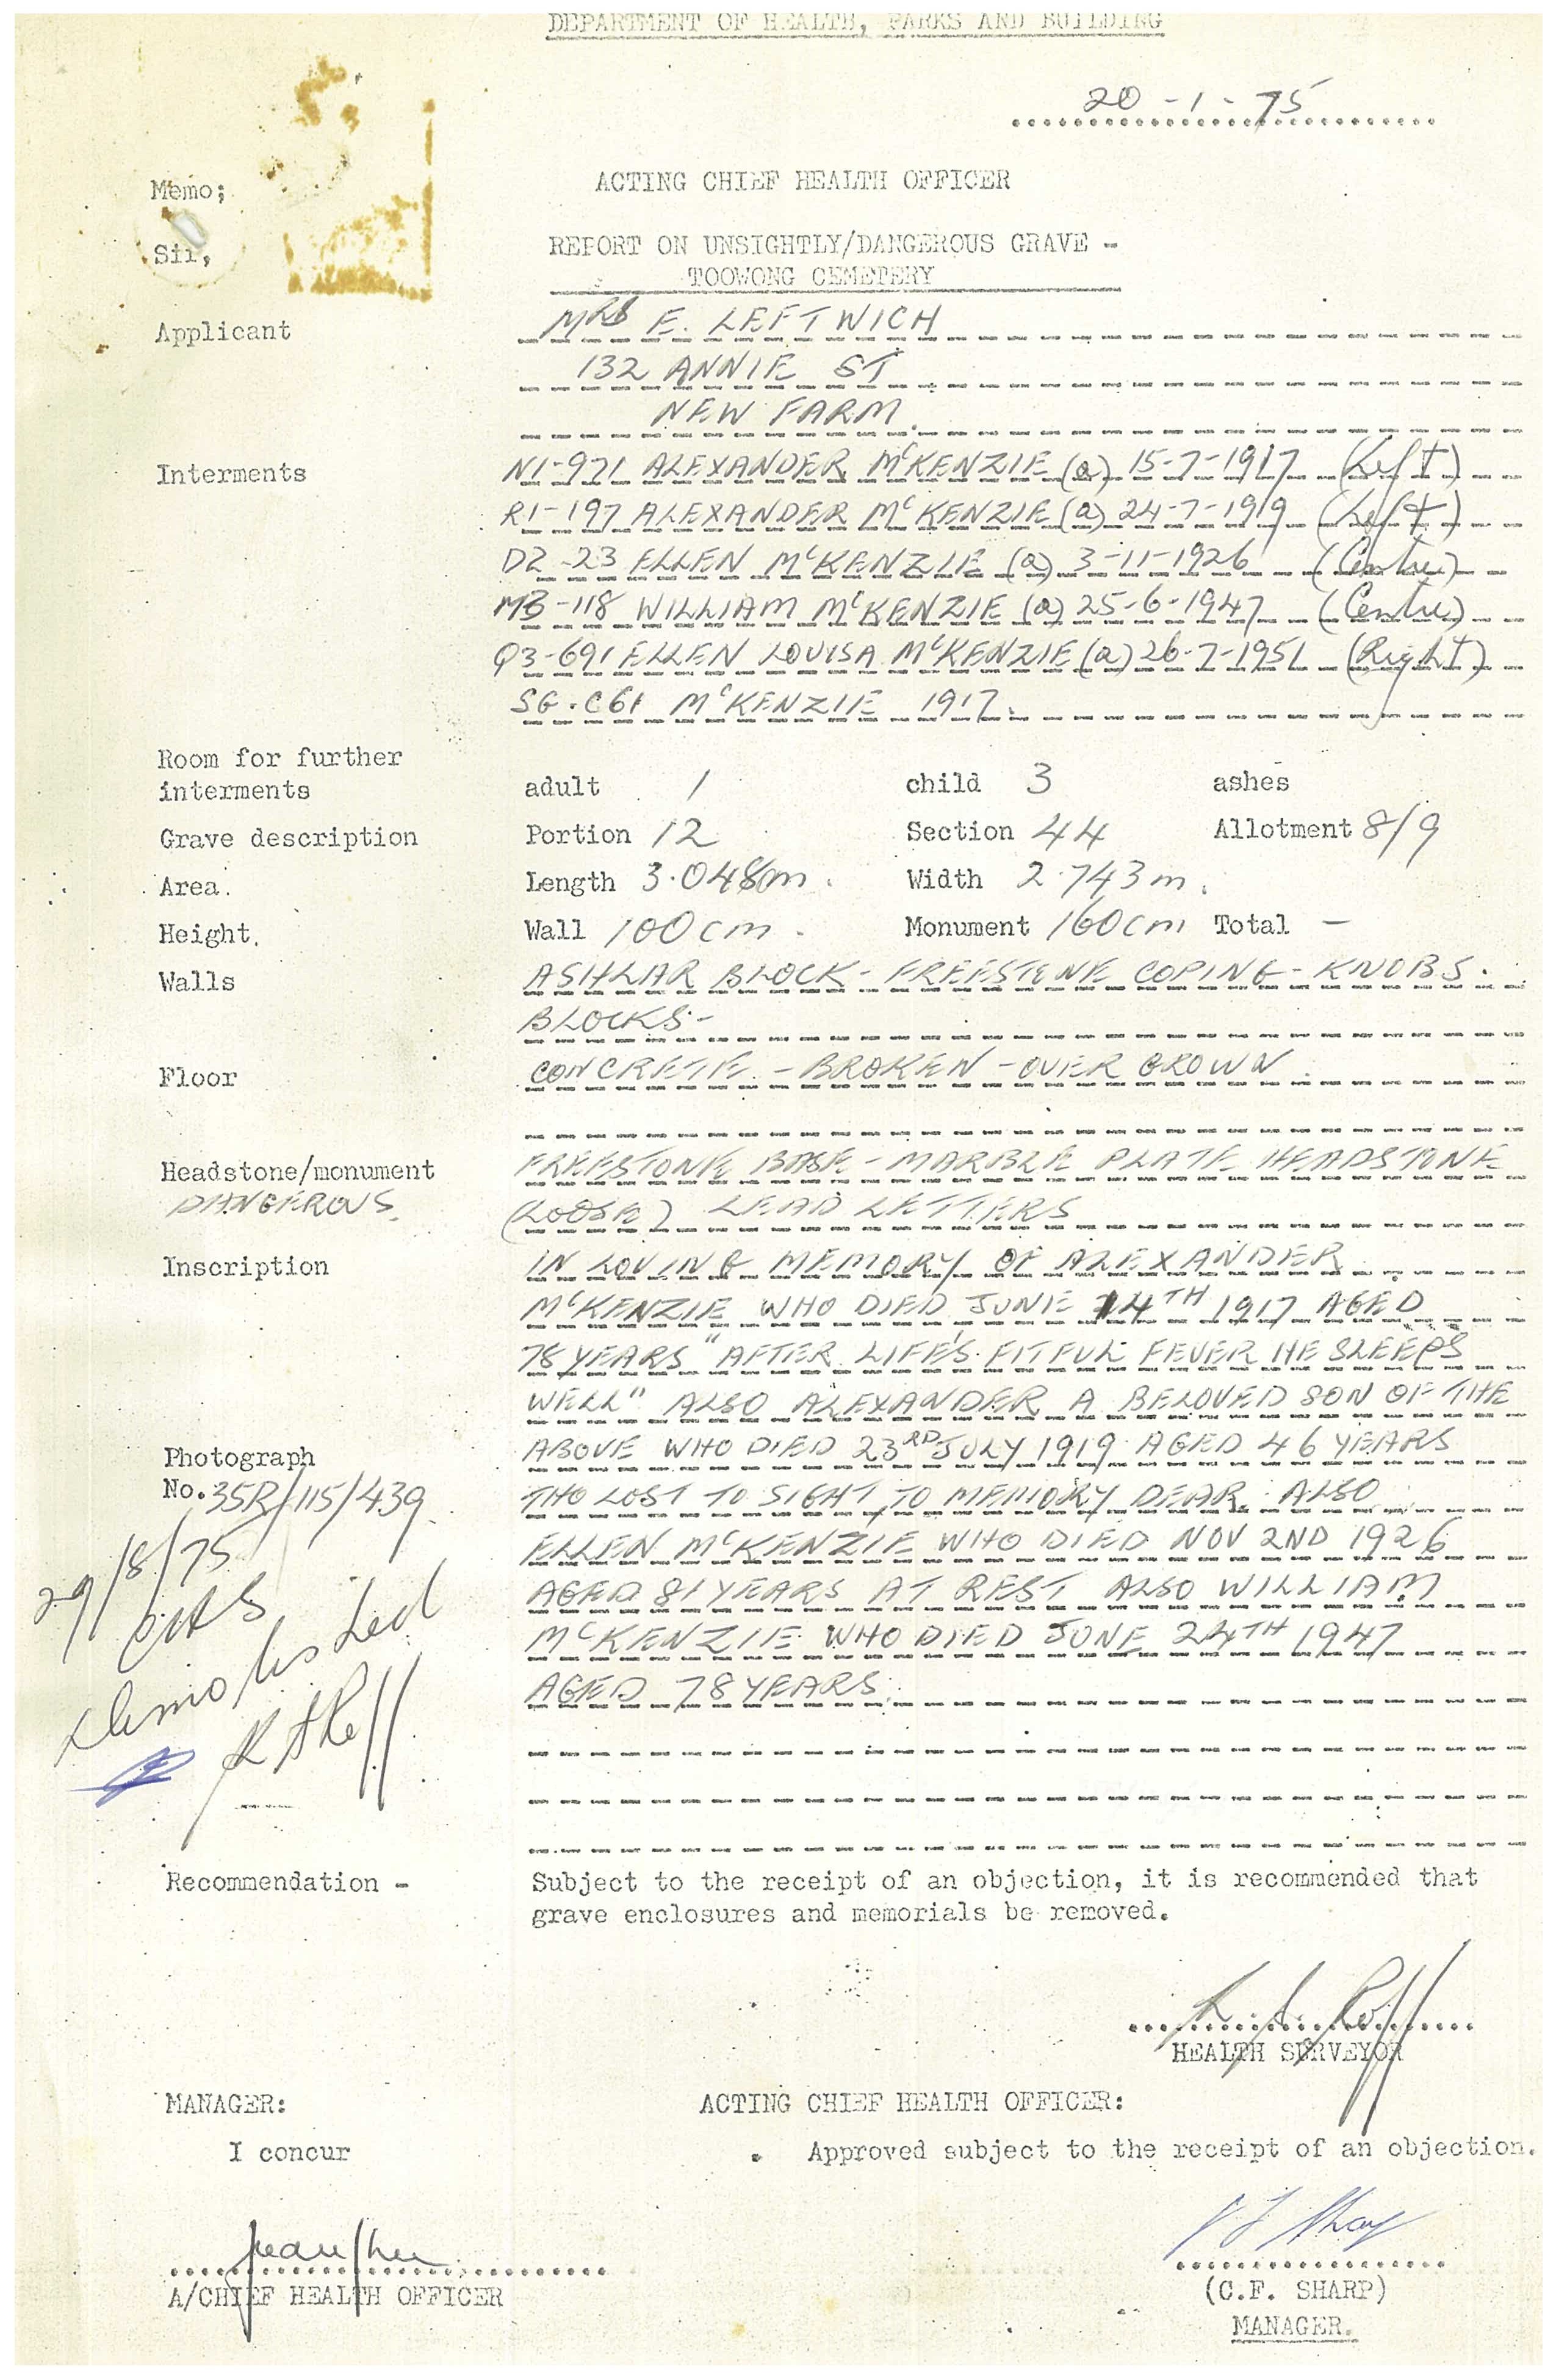 DEPARTMENT OF HEALTH, PARKS AND BUILDING
20-1-75
Memo;
ACTING CHIEF HEALTH OFFICER
Sir,
REPORT ON UNSIGHTLY/DANGEROUS GRAVE -
TOOWONG CEMETERY
Applicant
MRS E. LEFTWICH
132 ANNIE ST
NEW FARM.
Interments
N1-971 ALEXANDER McKENZIE (a) 15-7-1917 (Left)
R1-197 ALEXANDER McKENZIE (a) 24-7-1919 (Left)
D2-23 ELLEN McKENZIE (a) 3-11-1926 (Centre)
M3-118 WILLIAM McKENZIE (a) 25-6-1947 (Centre)
Q3-691 ELLEN LOUISA McKENZIE (a) 26-7-1951 (Right)
SG.C61 McKENZIE 1917.
Room for further
interments adult 1 child 3 ashes
Grave description Portion 12 Section 44 Allotment 8/9
Area. Length 3.048m. Width 2.743m.
Height. Wall 100cm. Monument 160cm Total -
Walls ASHLAR BLOCK - FREESTONE COPING - KNOBS.
BLOCKS-
Floor CONCRETE - BROKEN - OVER GROWN.
Headstone/monument FREESTONE BASE - MARBLE PLATE HEADSTONE
DANGEROUS. (LOOSE) LEAD LETTERS
Inscription IN LOVING MEMORY OF ALEXANDER
McKENZIE WHO DIED JUNE 14TH 1917 AGED
78 YEARS "AFTER LIFE'S FITFUL FEVER HE SLEEPS
WELL" ALSO ALEXANDER A BELOVED SON OF THE
ABOVE WHO DIED 23RD JULY 1919 AGED 46 YEARS
THO LOST TO SIGHT, TO MEMORY DEAR. ALSO
ELLEN McKENZIE WHO DIED NOV 2ND 1926
AGED 81 YEARS AT REST ALSO WILLIAM
McKENZIE WHO DIED JUNE 24TH 1947
AGED 78 YEARS.
Photograph
No. 35R/115/439.
29/8/75
demolished
Recommendation - Subject to the receipt of an objection, it is recommended that
grave enclosures and memorials be removed.
HEALTH SURVEYOR
MANAGER: ACTING CHIEF HEALTH OFFICER:
I concur Approved subject to the receipt of an objection.
A/CHIEF HEALTH OFFICER
(C.F. SHARP)
MANAGER.